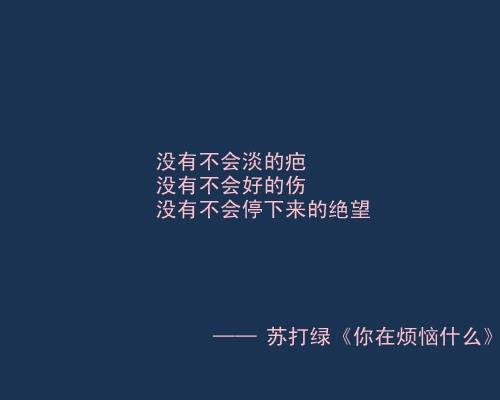 没有不会淡的疤
没有不会好的伤
没有不会停下来的绝望
—— 苏打绿《你在烦恼什么》